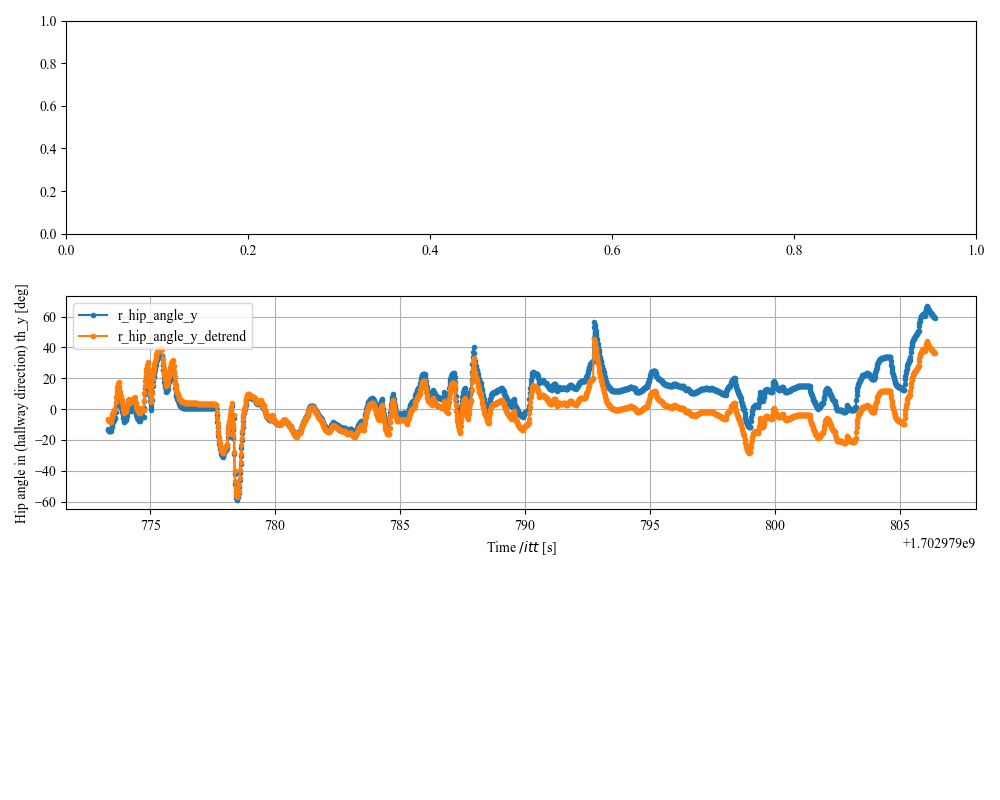 1.0
0.8
0.6
0.4
0.2
0.0
0.0 0.2 0.4 0.6 0.8 1.0
Hip angle in (hallway direction) th_y [deg]
60
40
20
0
−20
−40
−60
r_hip_angle_y
r_hip_angle_y_detrend
775 780 785 790 795 800 805
+1.702979e9
Time /itt [s]